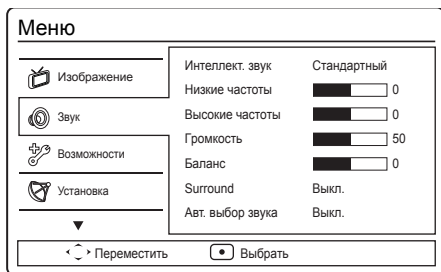 Меню
Изображение
Звук
Возможности
Установка
Интеллект. звук Стандартный
Низкие частоты 0
Высокие частоты 0
Громкость 50
Баланс 0
Surround Выкл.
Авт. выбор звука Выкл.
Переместить Выбрать